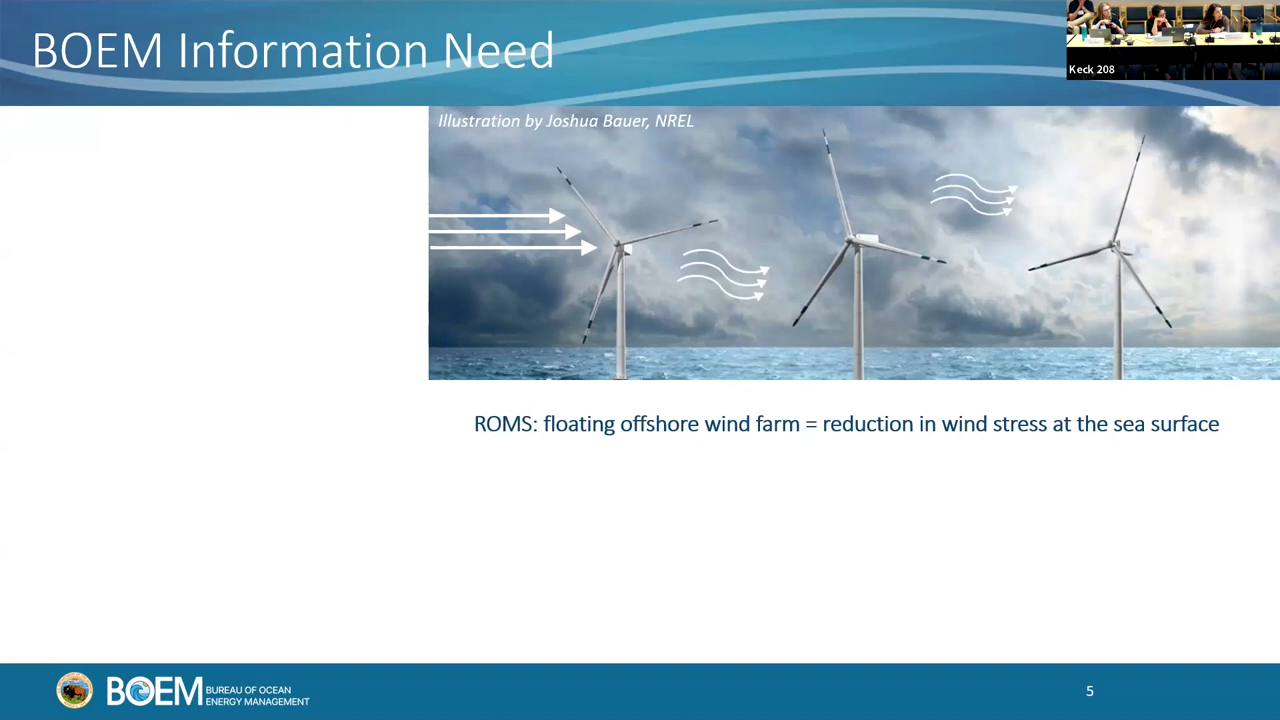 BOEM Information Need
Keck 208
Illustration by Joshua Bauer, NREL
ROMS: floating offshore wind farm = reduction in wind stress at the sea surface
BOEM BUREAU OF OCEAN
ENERGY MANAGEMENT
5